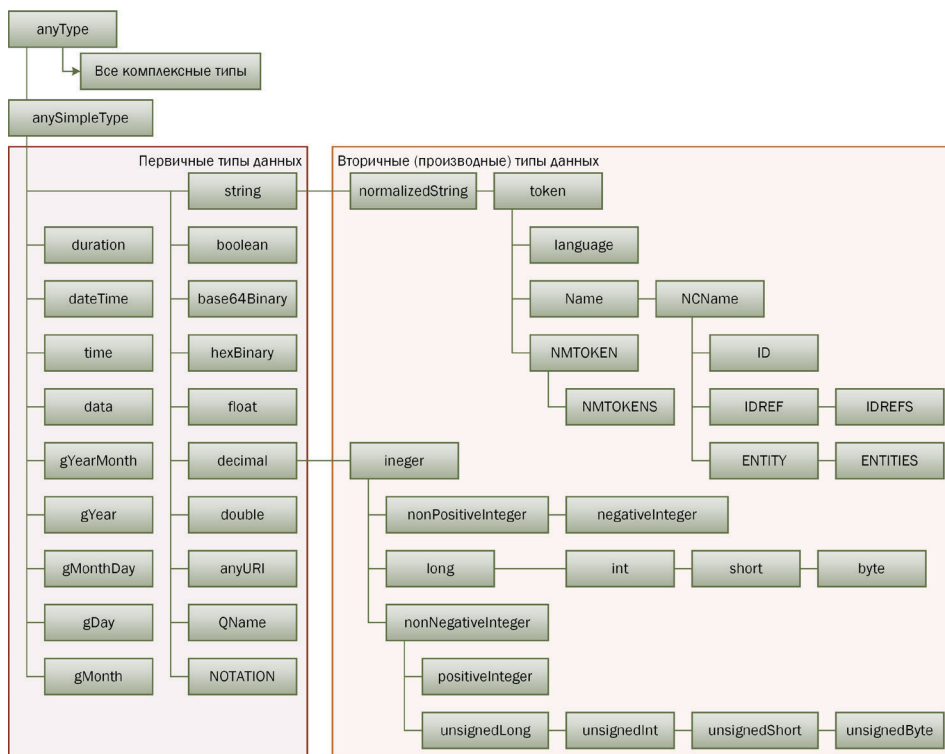 anyType
Все комплексные типы
anySimpleType
Первичные типы данных
Вторичные (производные) типы данных
string
normalizedString
token
duration
boolean
language
dateTime
base64Binary
Name
NCName
time
hexBinary
NMTOKEN
ID
data
float
NMTOKENS
IDREF
IDREFS
gYearMonth
decimal
ineger
ENTITY
ENTITIES
gYear
double
nonPositiveInteger
negativeInteger
gMonthDay
anyURI
long
int
short
byte
gDay
QName
nonNegativeInteger
gMonth
NOTATION
positiveInteger
unsignedLong
unsignedInt
unsignedShort
unsignedByte